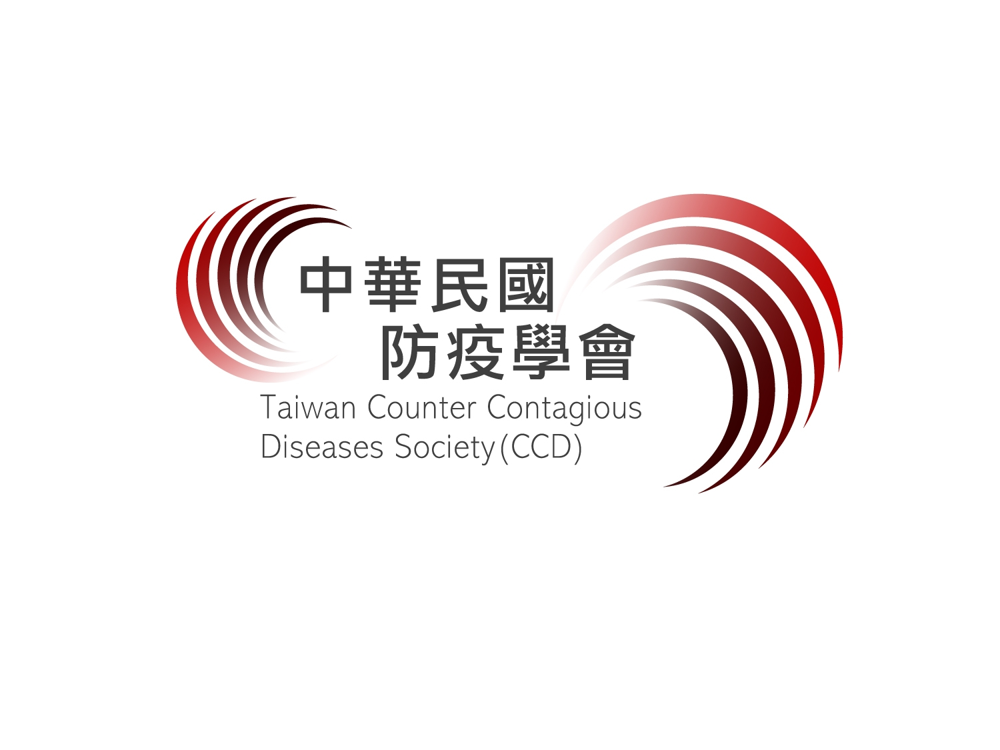 中華民國
防疫學會
Taiwan Counter Contagious
Diseases Society(CCD)